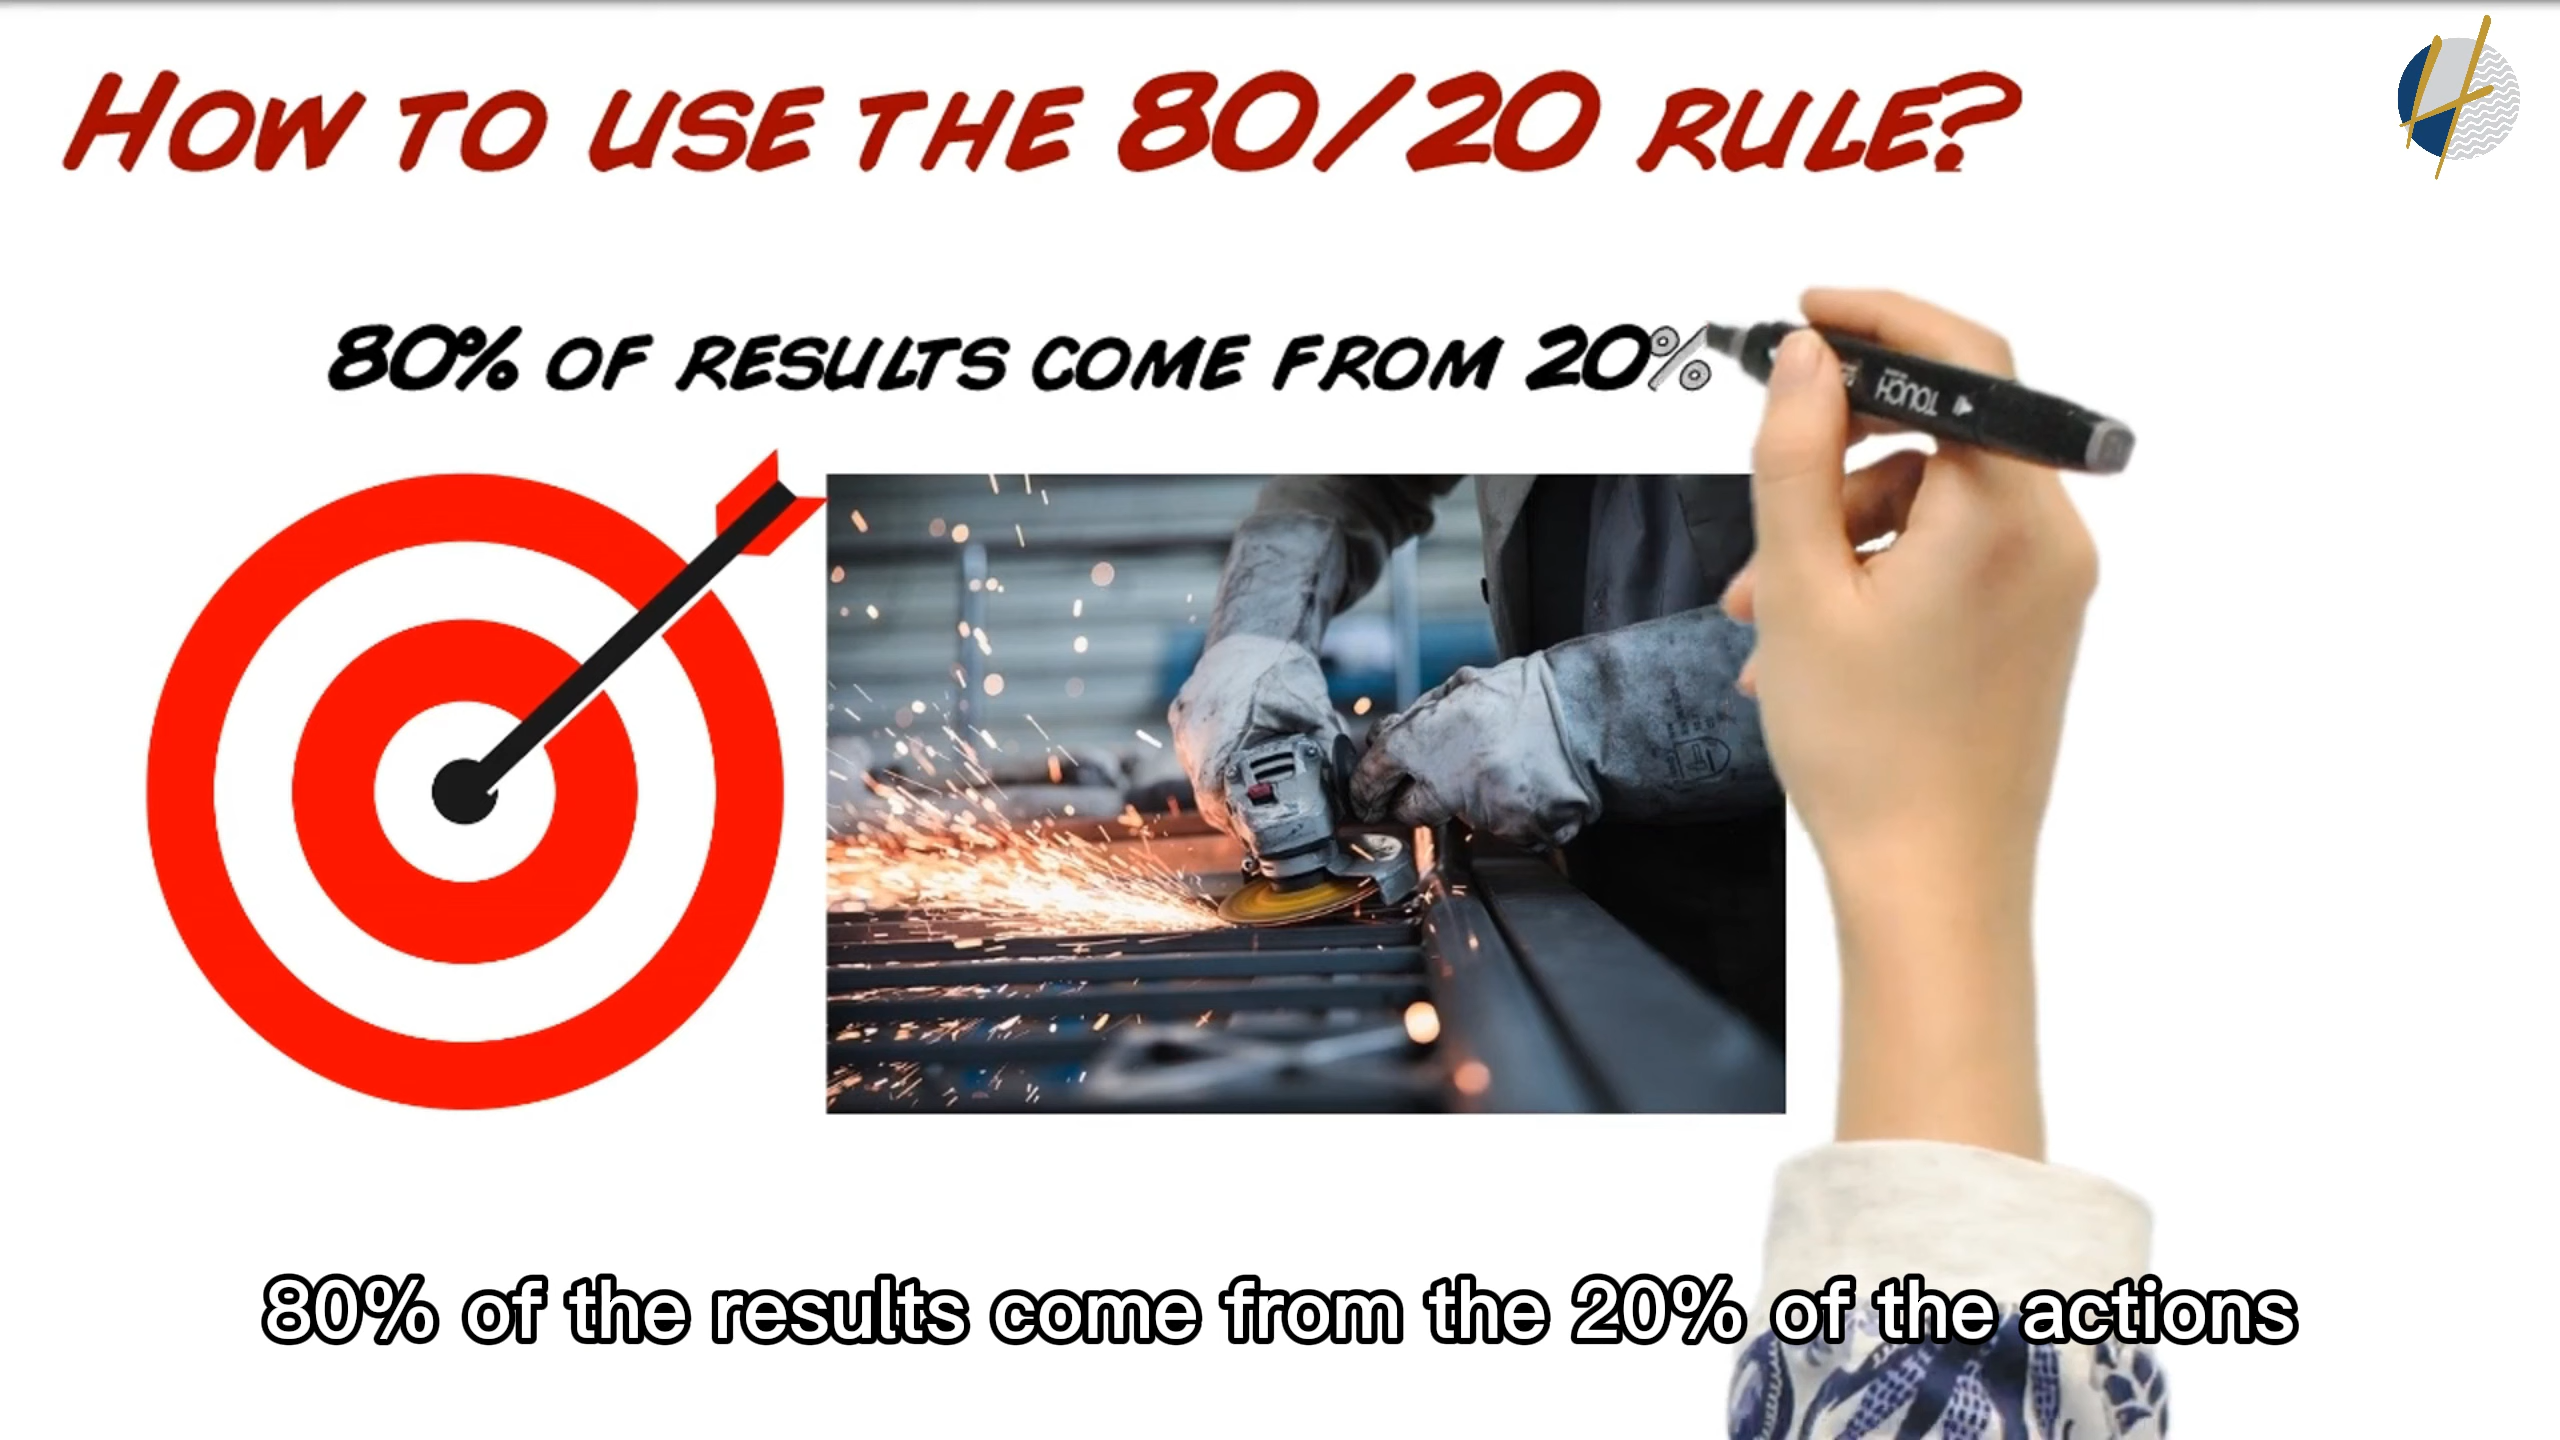 HOW TO USE THE 80/20 RULE?
80% OF RESULTS COME FROM 20%
TOUCH
80% of the results come from the 20% of the actions